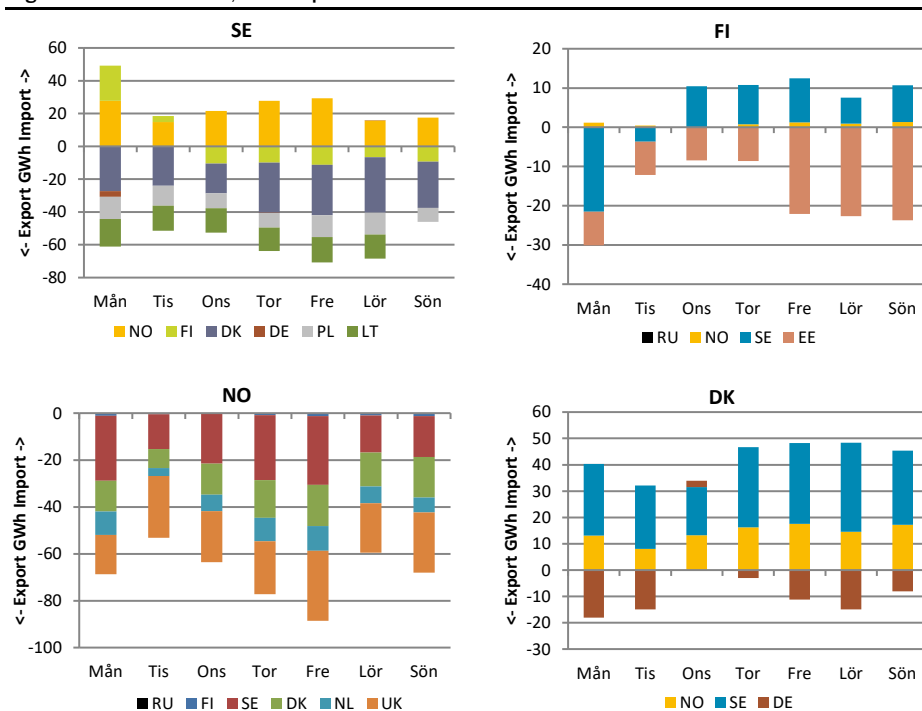 SE
<- Export GWh Import ->
60
40
20
0
-20
-40
-60
-80
Mån Tis Ons Tor Fre Lör Sön
NO FI DK DE PL LT
FI
<- Export GWh Import ->
20
10
0
-10
-20
-30
-40
Mån Tis Ons Tor Fre Lör Sön
RU NO SE EE
NO
<- Export GWh Import ->
0
-20
-40
-60
-80
-100
Mån Tis Ons Tor Fre Lör Sön
RU FI SE DK NL UK
DK
<- Export GWh Import ->
60
50
40
30
20
10
0
-10
-20
-30
Mån Tis Ons Tor Fre Lör Sön
NO SE DE